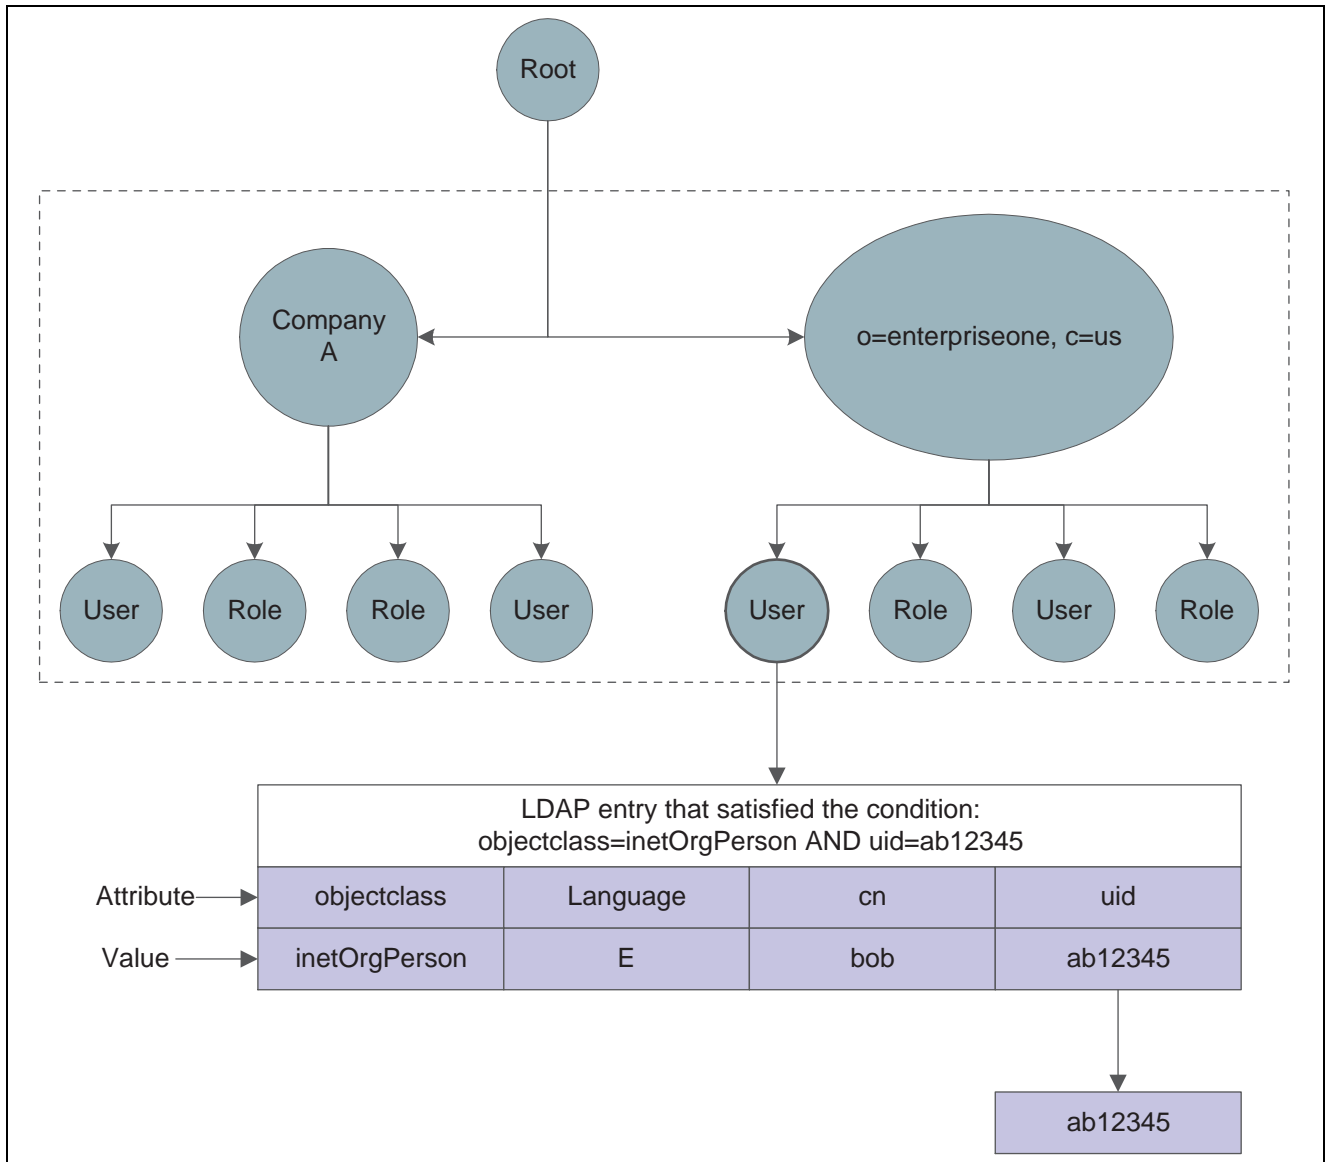 Root
Company
A
o=enterpriseone, c=us
User
Role
Role
User
User
Role
User
Role
LDAP entry that satisfied the condition:
objectclass=inetOrgPerson AND uid=ab12345
Attribute
objectclass
Language
cn
uid
Value
inetOrgPerson
E
bob
ab12345
ab12345